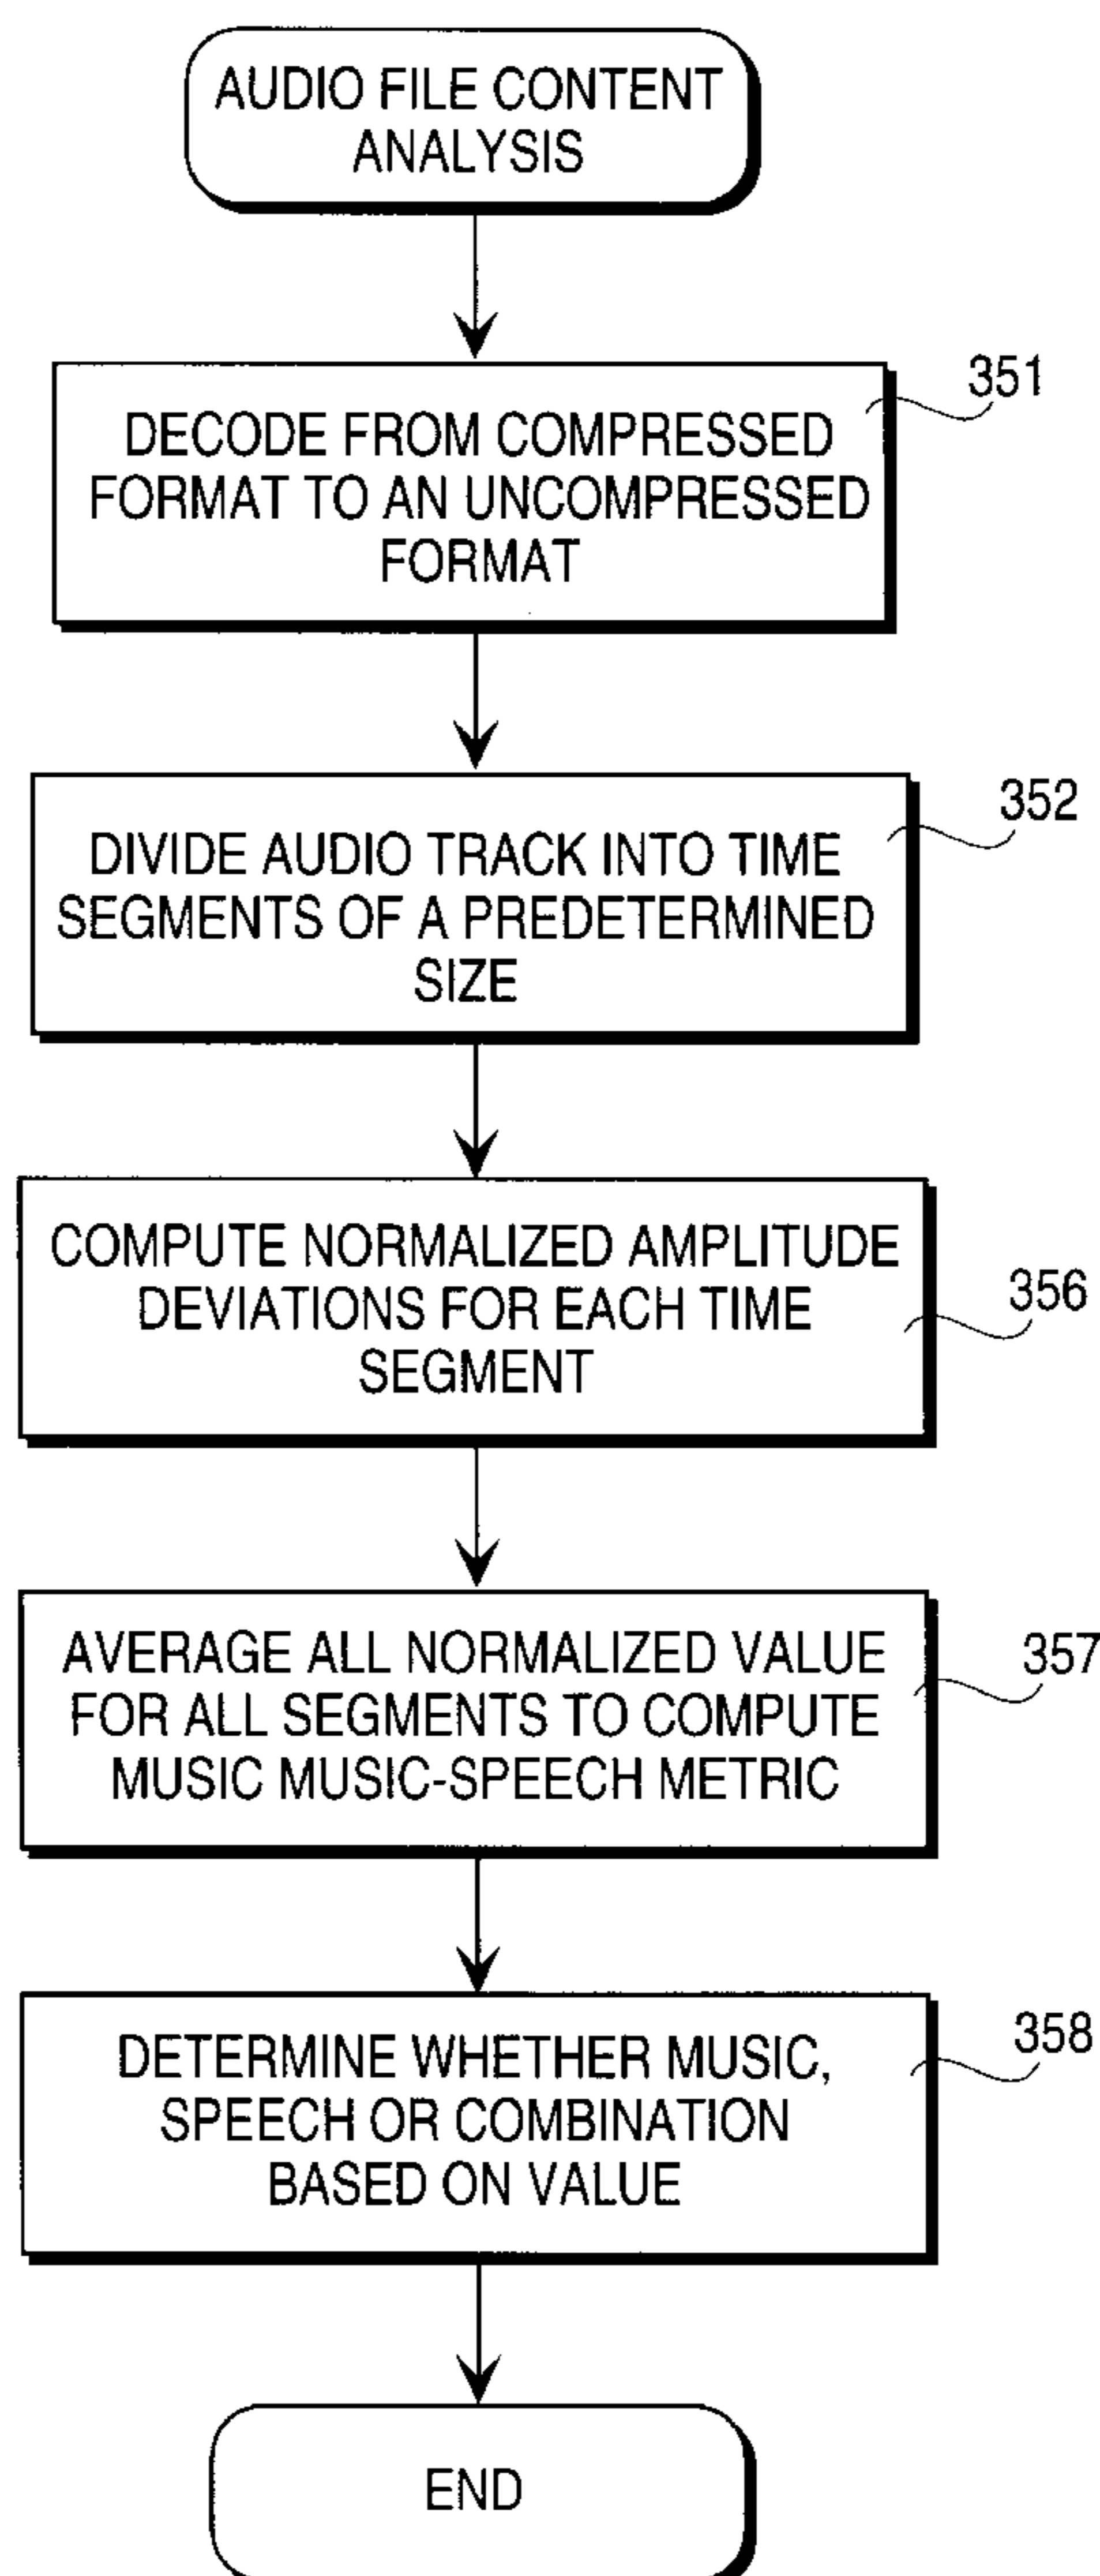 AUDIO FILE CONTENT
ANALYSIS
351
DECODE FROM COMPRESSED
FORMAT TO AN UNCOMPRESSED
FORMAT
352
DIVIDE AUDIO TRACK INTO TIME
SEGMENTS OF A PREDETERMINED
SIZE
COMPUTE NORMALIZED AMPLITUDE
DEVIATIONS FOR EACH TIME
SEGMENT
356
AVERAGE ALL NORMALIZED VALUE
FOR ALL SEGMENTS TO COMPUTE
MUSIC MUSIC-SPEECH METRIC
357
DETERMINE WHETHER MUSIC,
SPEECH OR COMBINATION
BASED ON VALUE
358
END